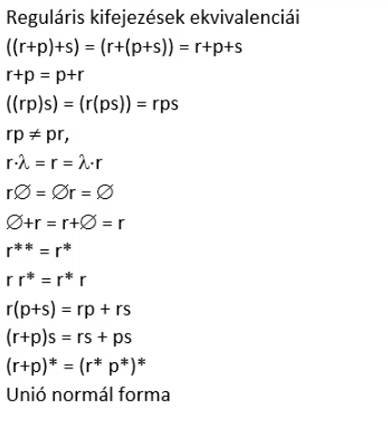 Reguláris kifejezések ekvivalenciái
((r+p)+s) = (r+(p+s)) = r+p+s
r+p = p+r
((rp)s) = (r(ps)) = rps
rp ≠ pr,
r·λ = r = λ·r
r∅ = ∅r = ∅
∅+r = r+∅ = r
r** = r*
r r* = r* r
r(p+s) = rp + rs
(r+p)s = rs + ps
(r+p)* = (r* p*)*
Unió normál forma